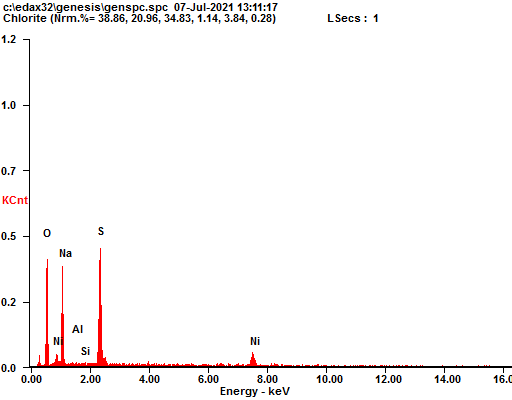 c:\edax32\genesis\genspc.spc 07-Jul-2021 13:11:17
Chlorite (Nrm.%= 38.86, 20.96, 34.83, 1.14, 3.84, 0.28) LSecs : 1
1.2
1.0
0.7
KCnt
0.5
0.2
0.0
O
Na
S
Ni
Al
Si
Ni
0.00 2.00 4.00 6.00 8.00 10.00 12.00 14.00 16.0
Energy - keV